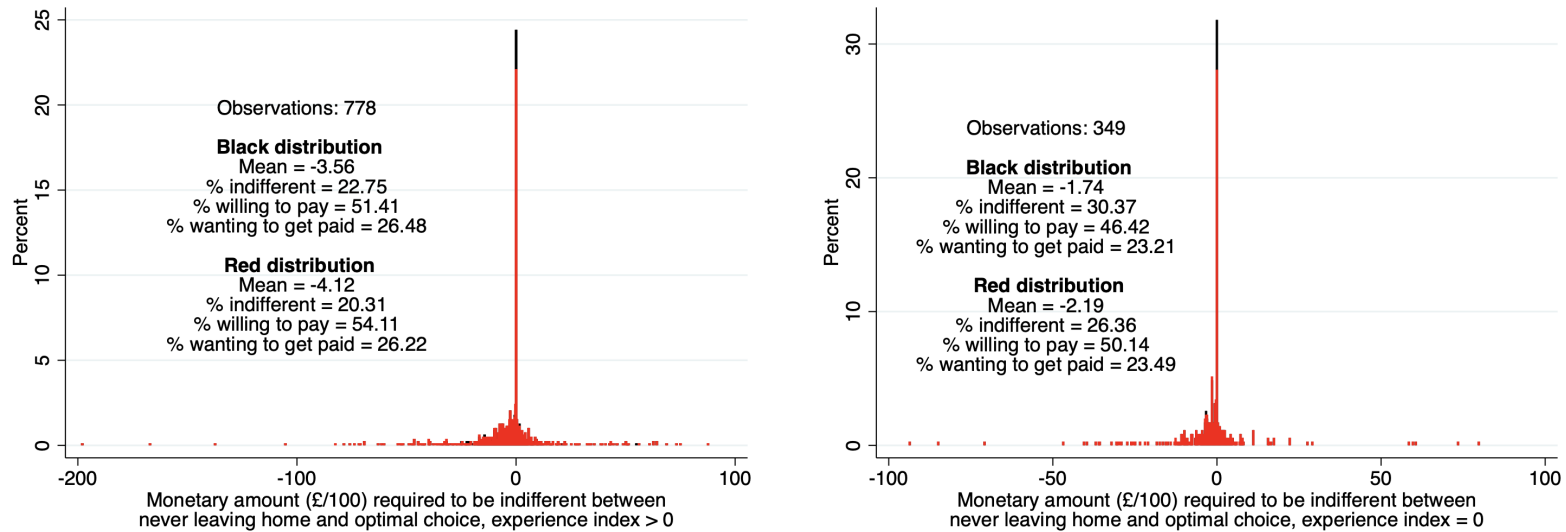 25
20
15
10
5
0
Percent
Observations: 778
Black distribution
Mean = -3.56
% indifferent = 22.75
% willing to pay = 51.41
% wanting to get paid = 26.48
Red distribution
Mean = -4.12
% indifferent = 20.31
% willing to pay = 54.11
% wanting to get paid = 26.22
-200 -100 0 100
Monetary amount (£/100) required to be indifferent between
never leaving home and optimal choice, experience index > 0
30
20
10
0
Percent
Observations: 349
Black distribution
Mean = -1.74
% indifferent = 30.37
% willing to pay = 46.42
% wanting to get paid = 23.21
Red distribution
Mean = -2.19
% indifferent = 26.36
% willing to pay = 50.14
% wanting to get paid = 23.49
-100 -50 0 50 100
Monetary amount (£/100) required to be indifferent between
never leaving home and optimal choice, experience index = 0